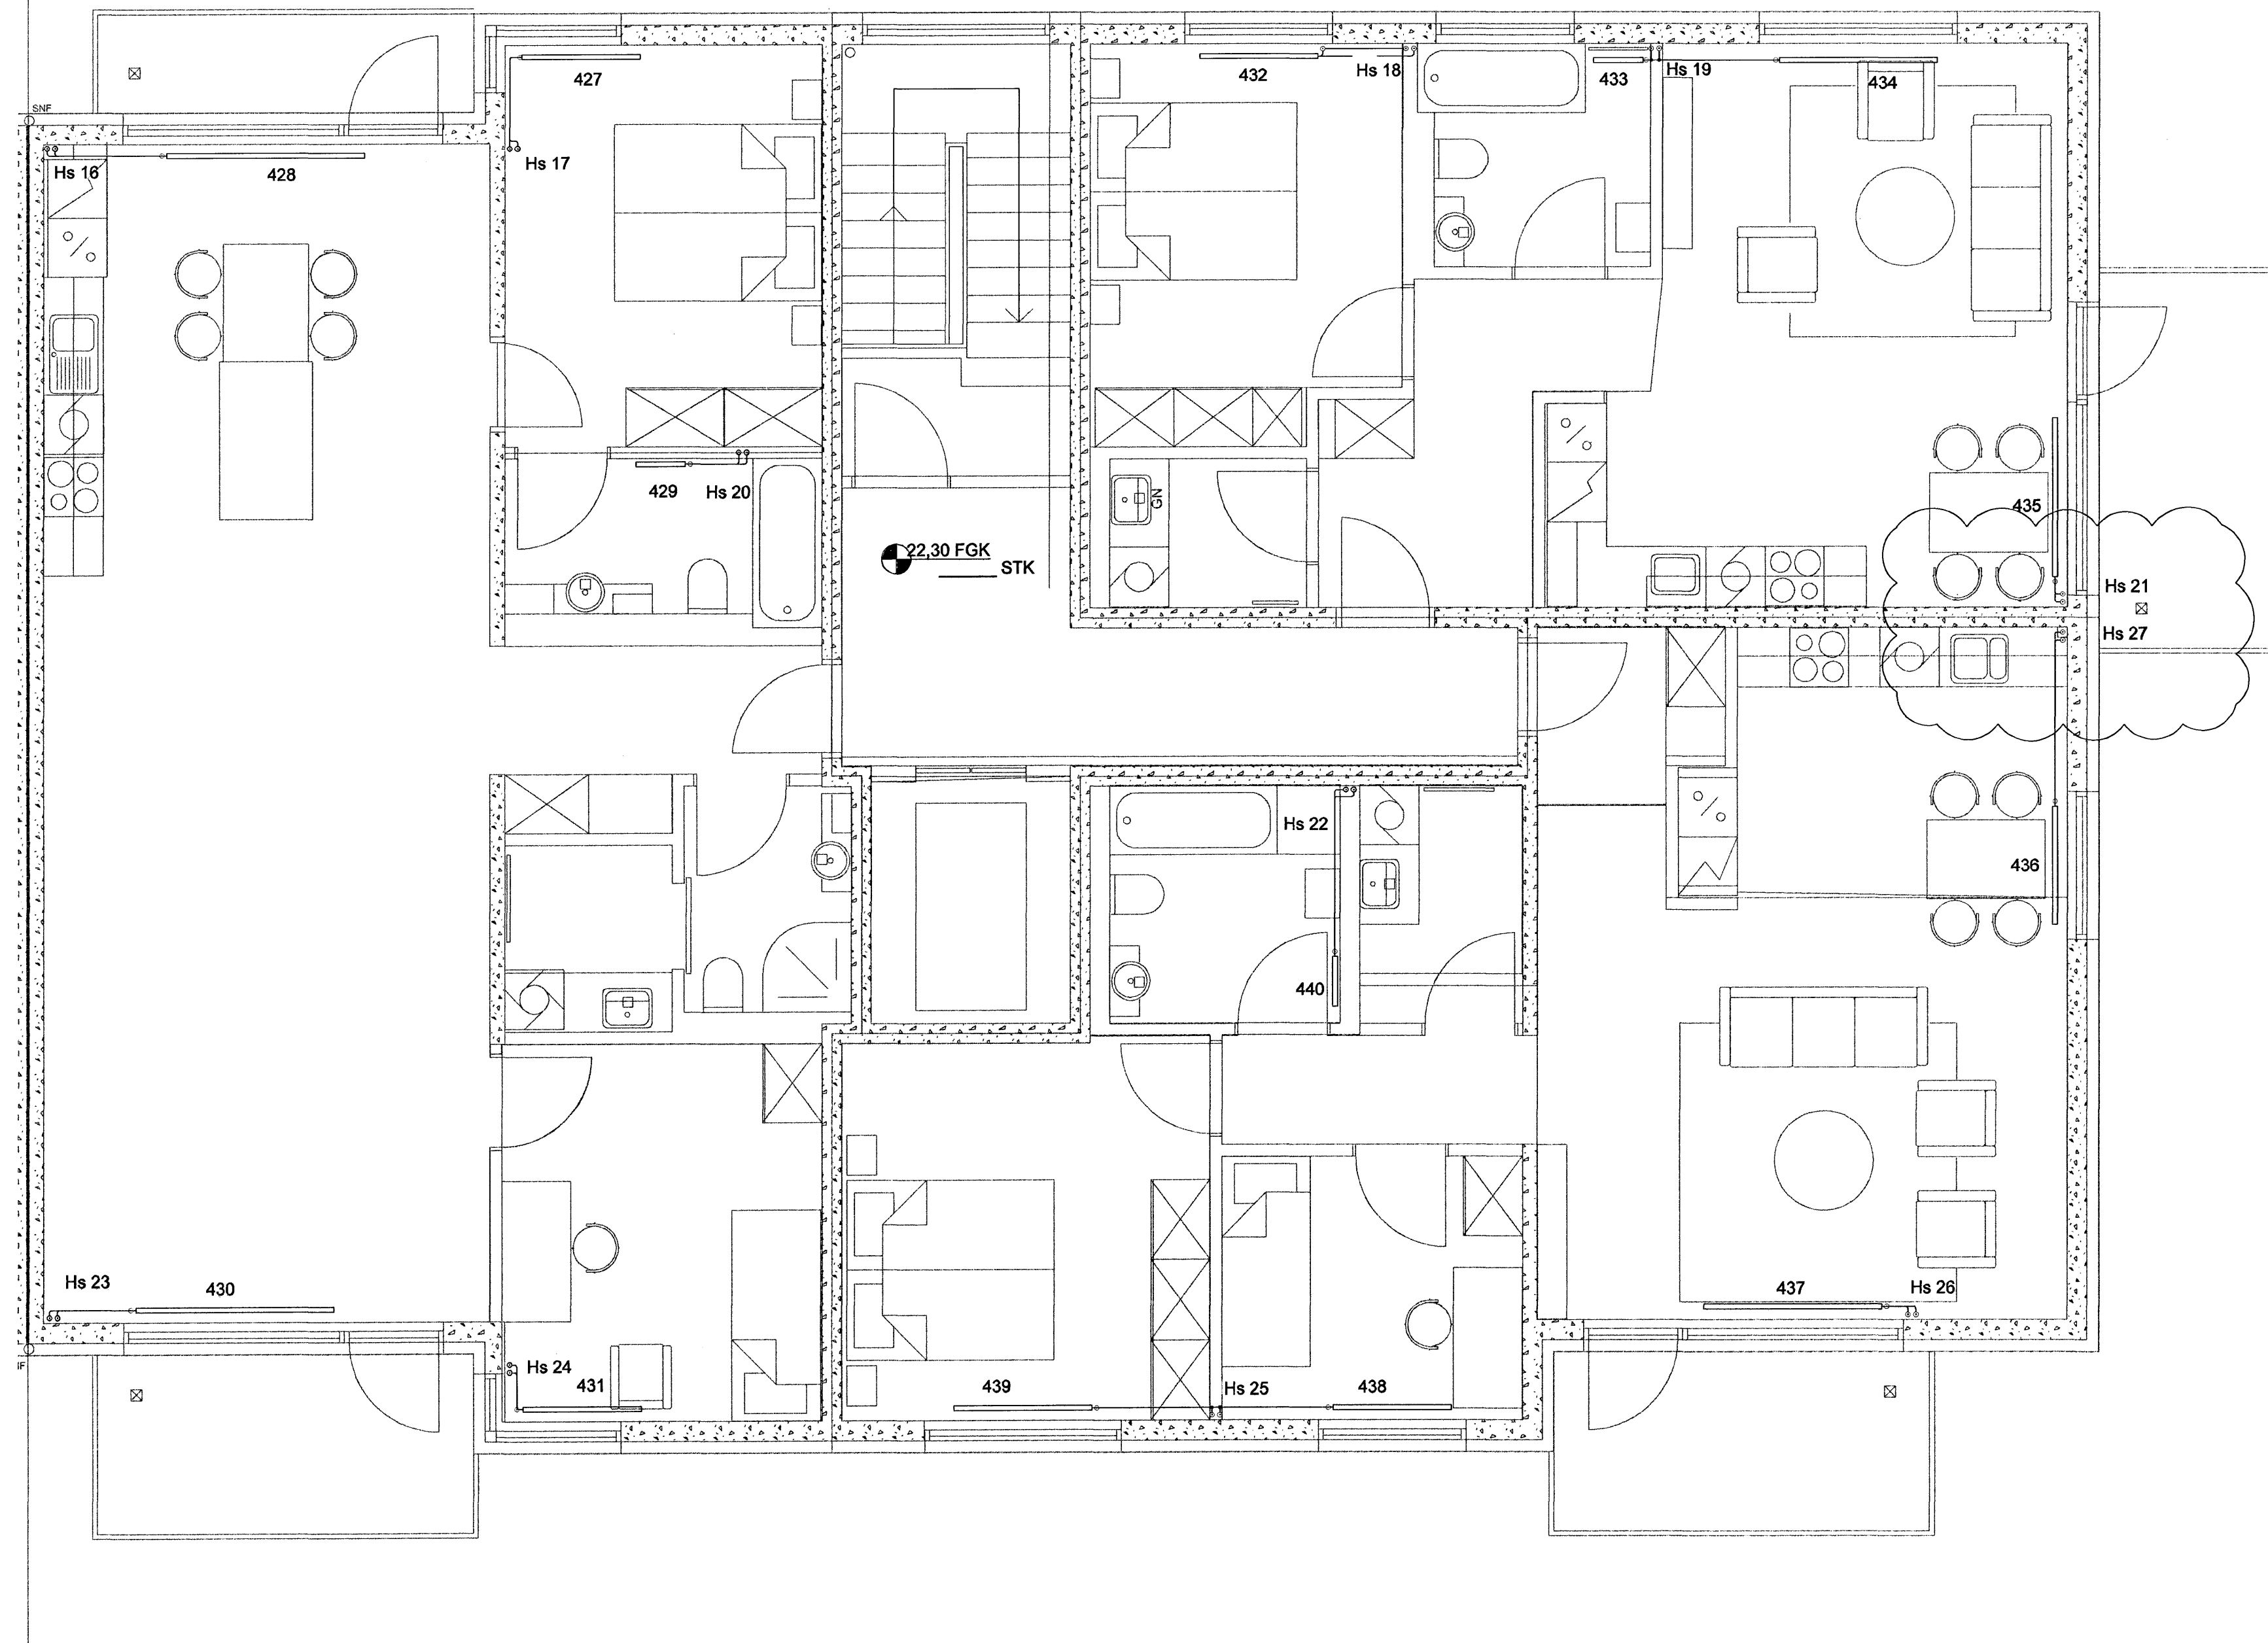 427
432
Hs 18
433
Hs 19
434
SNF
Hs 16
428
Hs 17
429
Hs 20
GN
435
22,30 FGK
STK
Hs 21
Hs 27
Hs 22
436
440
Hs 23
430
437
Hs 26
Hs 24
431
439
Hs 25
438
IF